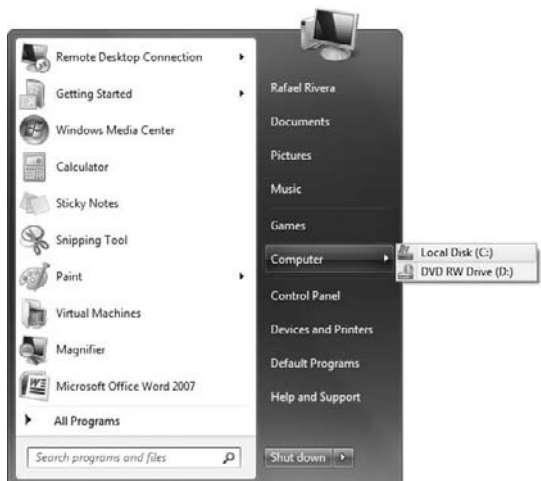 Remote Desktop Connection
Getting Started
Windows Media Center
Calculator
Sticky Notes
Snipping Tool
Paint
Virtual Machines
Magnifier
Microsoft Office Word 2007
All Programs
Search programs and files
Rafael Rivera
Documents
Pictures
Music
Games
Computer
Local Disk (C:)
DVD RW Drive (D:)
Control Panel
Devices and Printers
Default Programs
Help and Support
Shut down